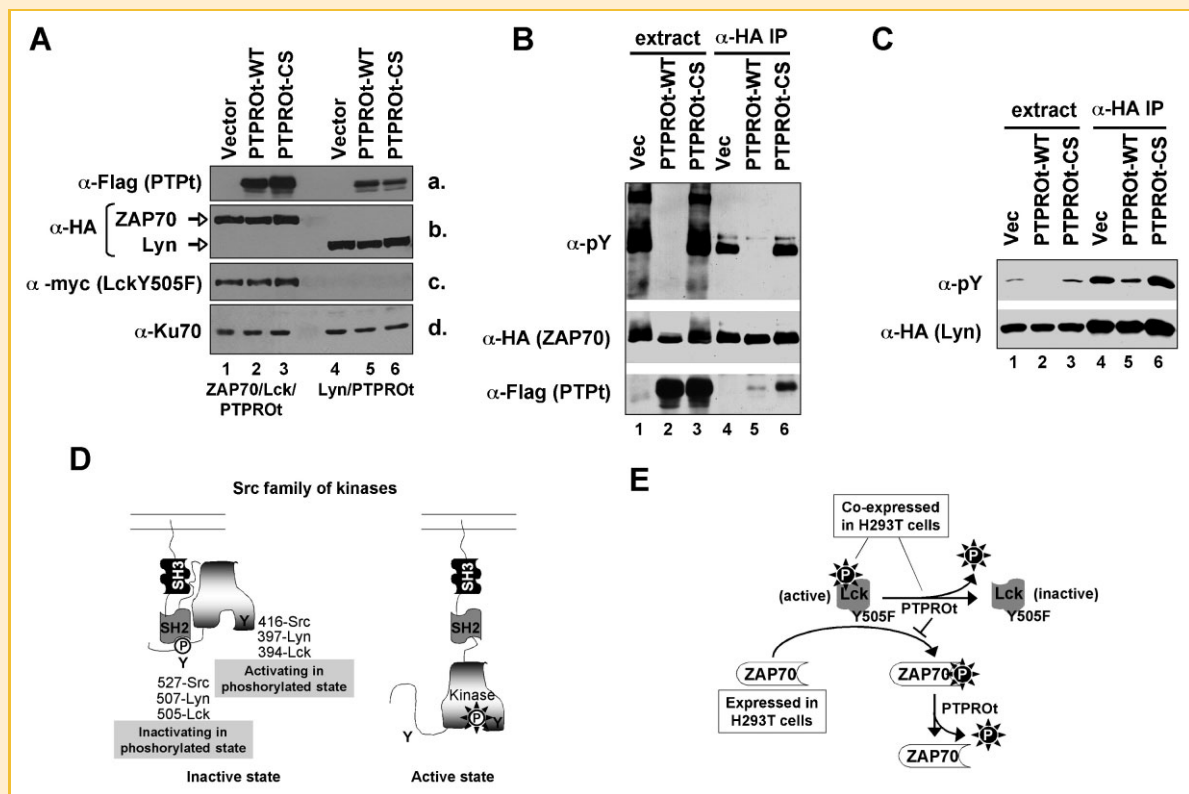 A
Vector
PTPROt-WT
PTPROt-CS
Vector
PTPROt-WT
PTPROt-CS
α-Flag (PTPt)
a.
α-HA
ZAP70
Lyn
b.
α -myc (LckY505F)
c.
α-Ku70
d.
1 2 3 4 5 6
ZAP70/Lck/ Lyn/PTPROt
PTPROt
B
extract α-HA IP
Vec
PTPROt-WT
PTPROt-CS
Vec
PTPROt-WT
PTPROt-CS
α-pY
α-HA (ZAP70)
α-Flag (PTPt)
1 2 3 4 5 6
C
extract α-HA IP
Vec
PTPROt-WT
PTPROt-CS
Vec
PTPROt-WT
PTPROt-CS
α-pY
α-HA (Lyn)
1 2 3 4 5 6
D
Src family of kinases
SH3
SH2
P
Y
Y
416-Src
397-Lyn
394-Lck
Activating in
phoshorylated state
527-Src
507-Lyn
505-Lck
Inactivating in
phoshorylated state
Inactive state
SH3
SH2
Kinase
P
Y
Y
Active state
E
Co-expressed
in H293T cells
P
P
(active) Lck
Y505F
PTPROt
Lck (inactive)
Y505F
ZAP70
ZAP70 P
Expressed in
H293T cells
PTPROt
P
ZAP70